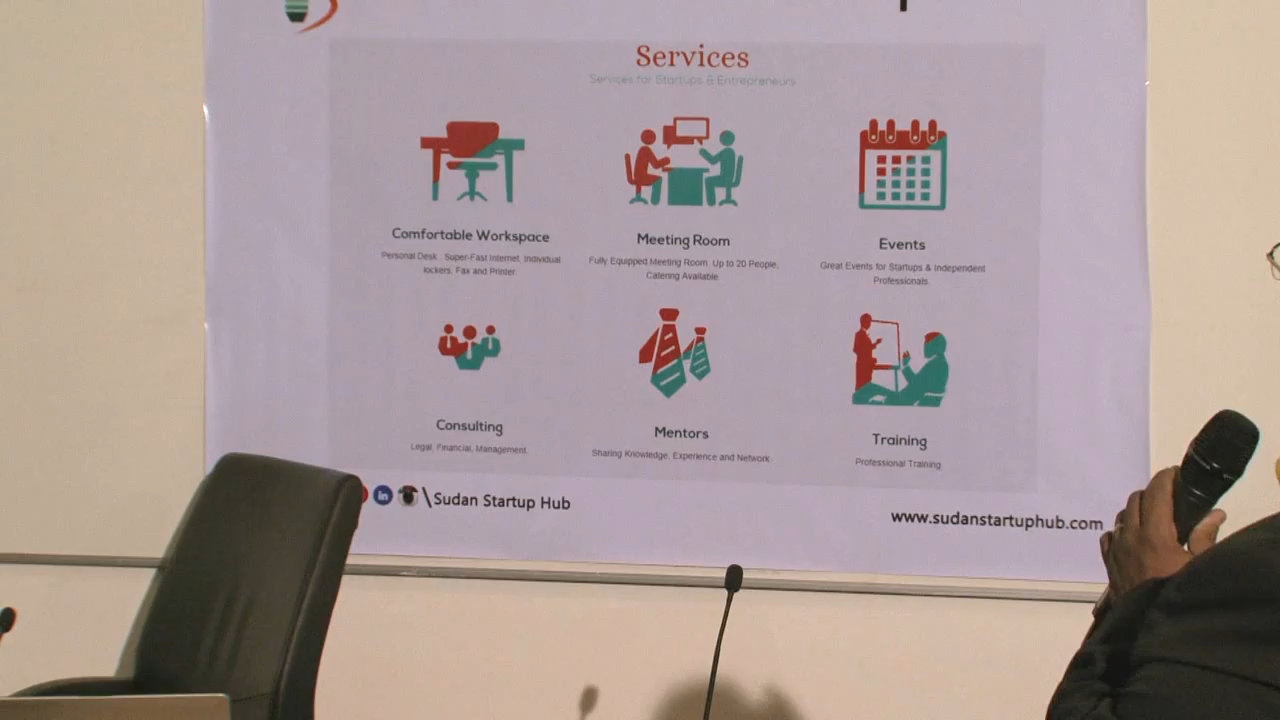 Services
Services for Startups & Entrepreneurs
Comfortable Workspace
Personal Desk : Super-Fast Internet, Individual
lockers, Fax and Printer.
Meeting Room
Fully Equipped Meeting Room. Up to 20 People,
Catering Available.
Events
Great Events for Startups & Independent
Professionals.
Consulting
Legal, Financial, Management.
Mentors
Sharing Knowledge, Experience and Network
Training
Professional Training
in
\Sudan Startup Hub
www.sudanstartuphub.com